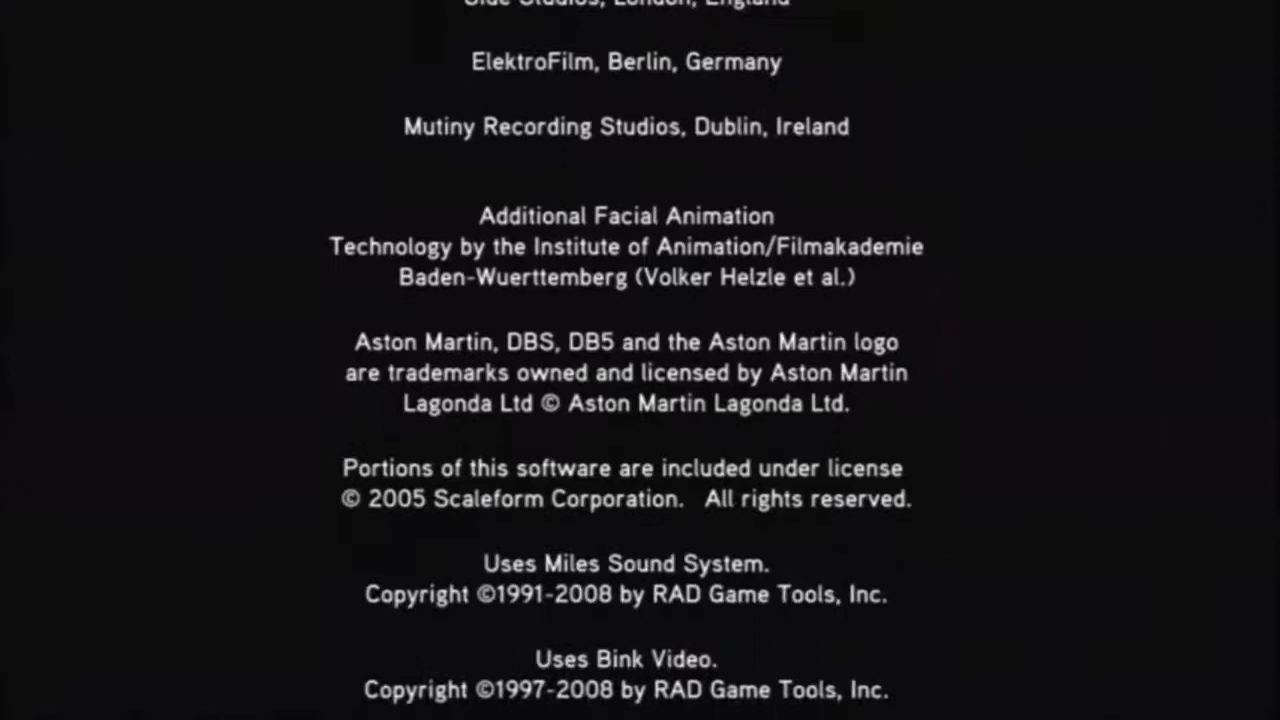 Side Studios, London, England
ElektroFilm, Berlin, Germany
Mutiny Recording Studios, Dublin, Ireland
Additional Facial Animation
Technology by the Institute of Animation/Filmakademie
Baden-Wuerttemberg (Volker Helzle et al.)
Aston Martin, DBS, DB5 and the Aston Martin logo
are trademarks owned and licensed by Aston Martin
Lagonda Ltd © Aston Martin Lagonda Ltd.
Portions of this software are included under license
© 2005 Scaleform Corporation.  All rights reserved.
Uses Miles Sound System.
Copyright ©1991-2008 by RAD Game Tools, Inc.
Uses Bink Video.
Copyright ©1997-2008 by RAD Game Tools, Inc.